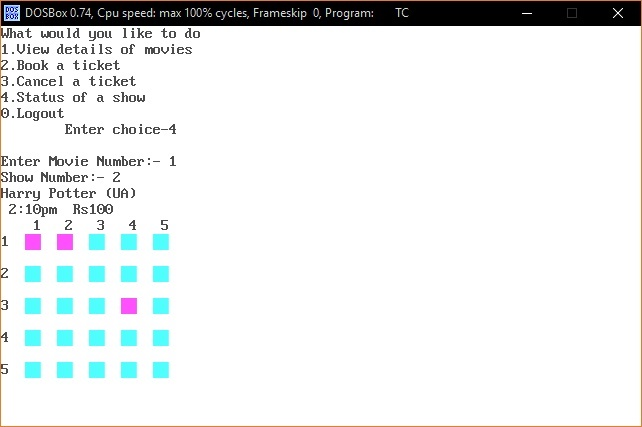 DOS BOX DOSBox 0.74, Cpu speed: max 100% cycles, Frameskip 0, Program: TC
What would you like to do
1.View details of movies
2.Book a ticket
3.Cancel a ticket
4.Status of a show
0.Logout
Enter choice-4
Enter Movie Number:- 1
Show Number:- 2
Harry Potter (UA)
2:10pm Rs100
1 2 3 4 5
1
2
3
4
5